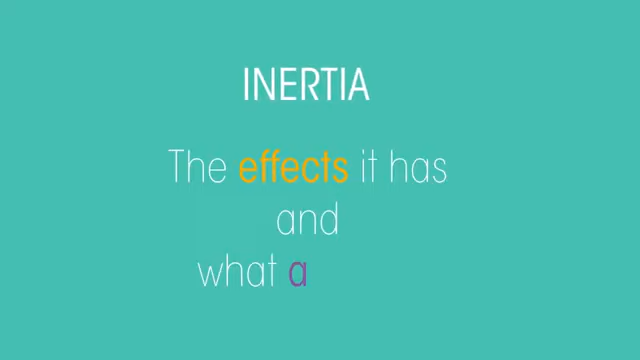 INERTIA
The effects it has
and
what a